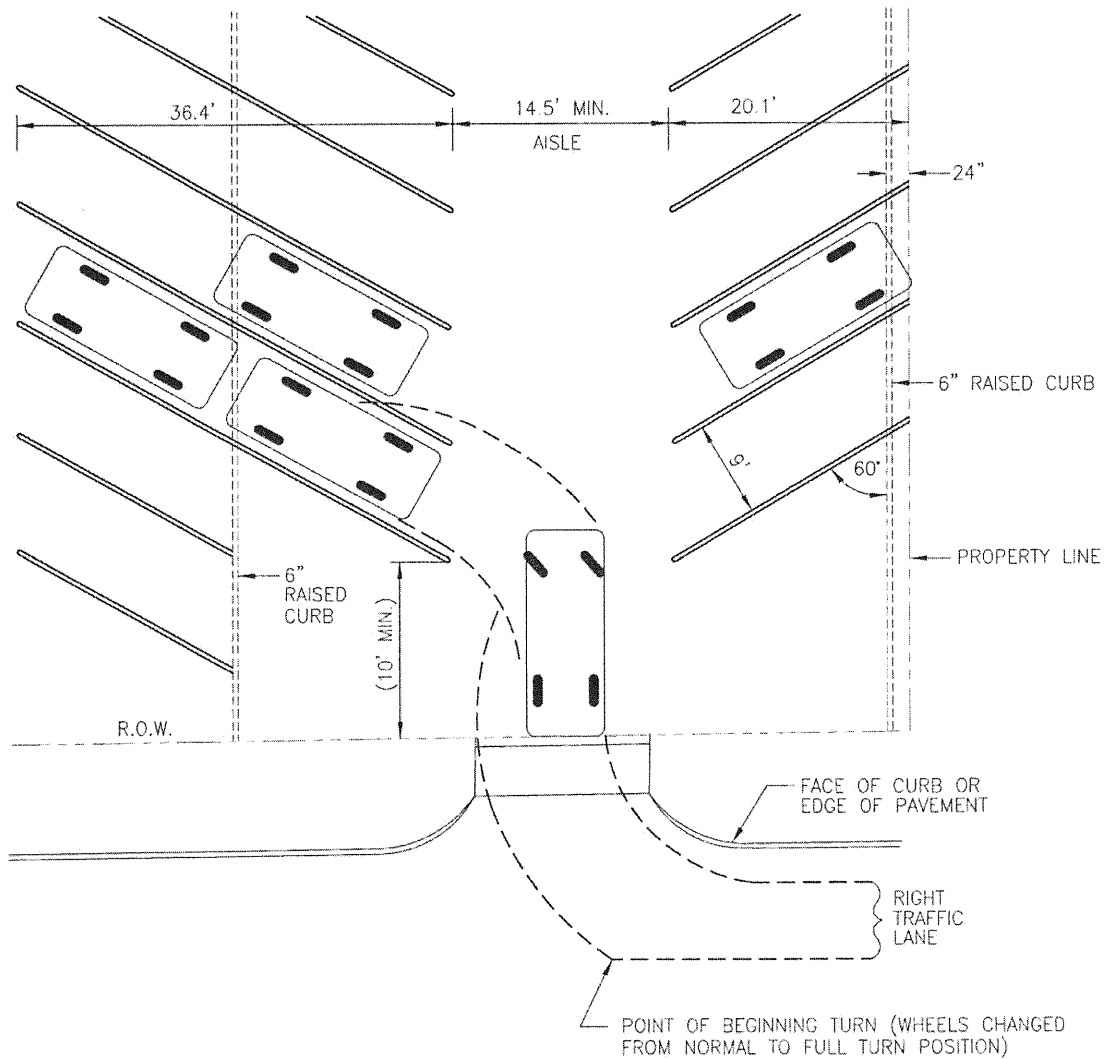 36.4'
14.5' MIN.
AISLE
20.1'
24"
6" RAISED CURB
9'
60°
PROPERTY LINE
6"
RAISED
CURB
(10' MIN.)
R.O.W.
FACE OF CURB OR
EDGE OF PAVEMENT
RIGHT
TRAFFIC
LANE
POINT OF BEGINNING TURN (WHEELS CHANGED
FROM NORMAL TO FULL TURN POSITION)